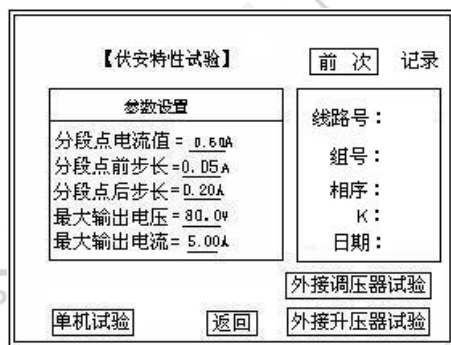 【伏安特性试验】
前 次 记录
参数设置
分段点电流值 = 0.60A
分段点前步长 = 0.05A
分段点后步长 = 0.20A
最大输出电压 = 80.0V
最大输出电流 = 5.00A
线路号：
组号：
相序：
K：
日期：
外接调压器试验
单机试验 返回 外接升压器试验